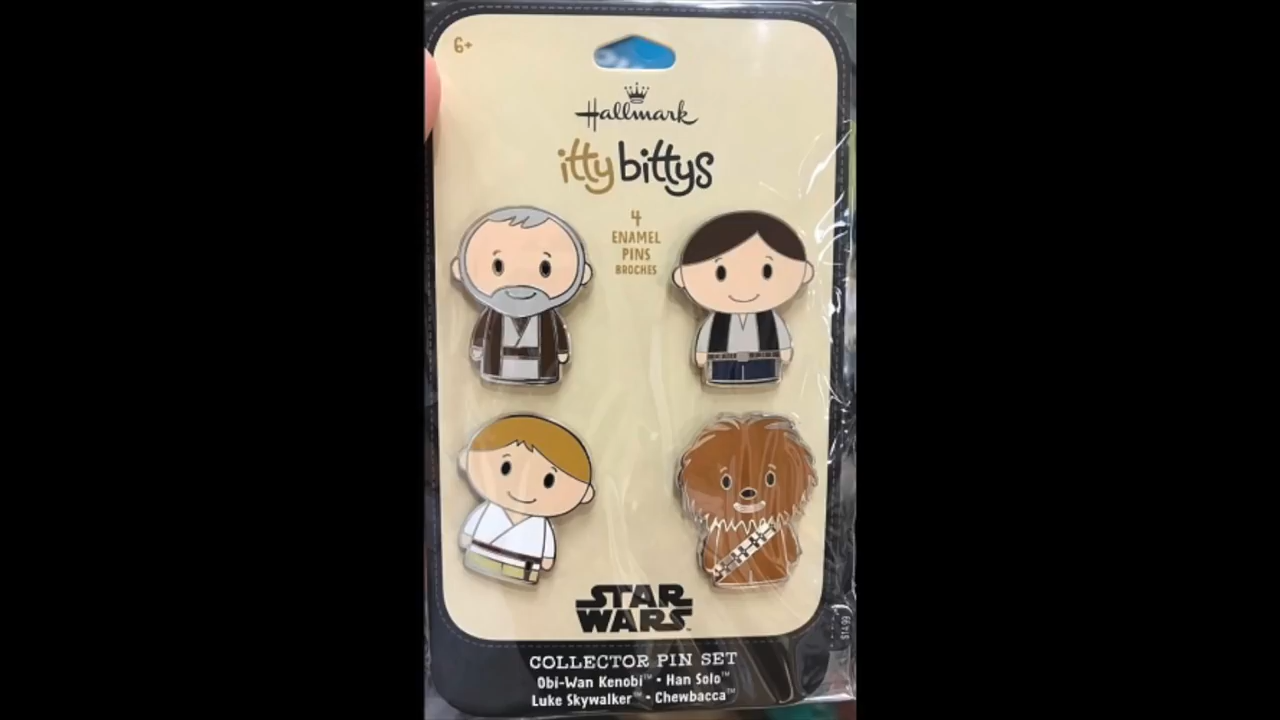 6+
Hallmark
itty bittys
4
ENAMEL
PINS
BROCHES
STAR
WARS™
$14.99
COLLECTOR PIN SET
Obi-Wan Kenobi™ • Han Solo™
Luke Skywalker™ • Chewbacca™